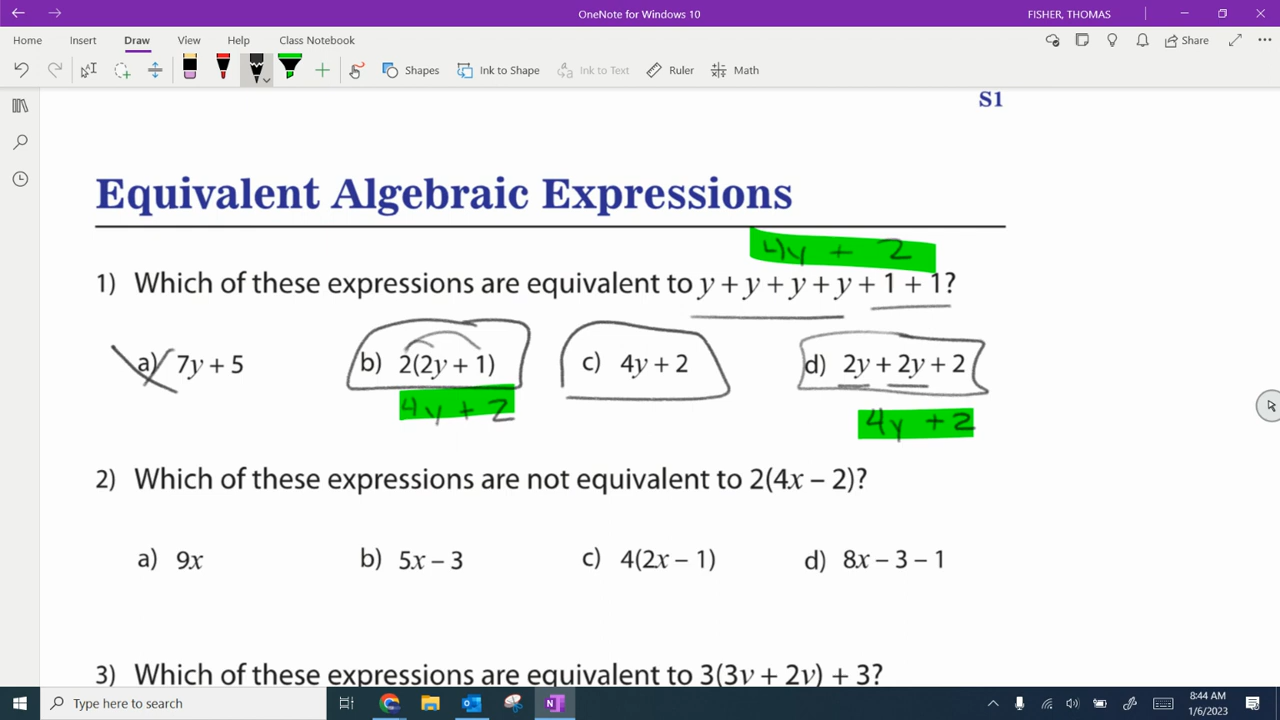 OneNote for Windows 10
FISHER, THOMAS
Home Insert Draw View Help Class Notebook
Share
Shapes Ink to Shape Ink to Text Ruler Math
S1
Equivalent Algebraic Expressions
4y + 2
1) Which of these expressions are equivalent to y + y + y + y + 1 + 1?
a) 7y + 5 b) 2(2y + 1) c) 4y + 2 d) 2y + 2y + 2
4y + 2 4y + 2
2) Which of these expressions are not equivalent to 2(4x – 2)?
a) 9x b) 5x – 3 c) 4(2x – 1) d) 8x – 3 – 1
3) Which of these expressions are equivalent to 3(3v + 2v) + 3?
Type here to search
8:44 AM
1/6/2023